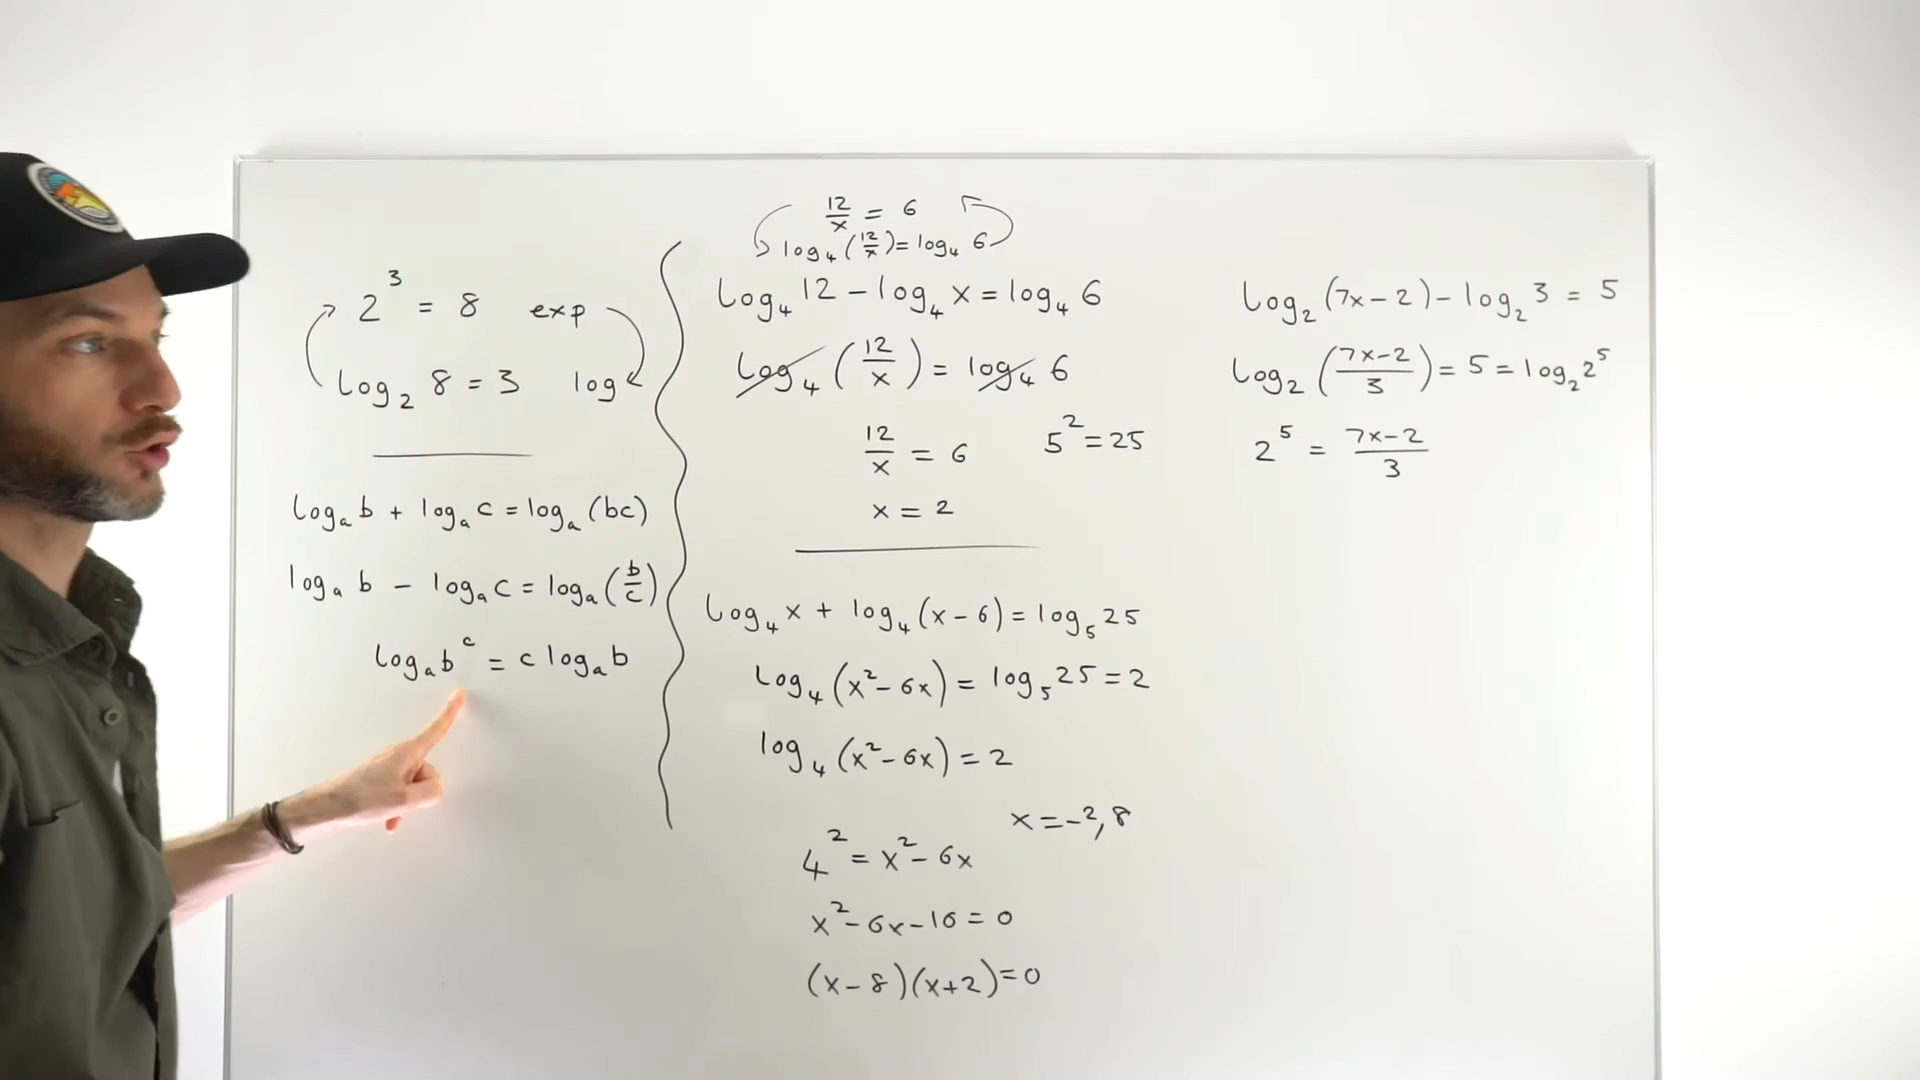 2³ = 8 exp
log₂ 8 = 3 log
logₐ b + logₐ c = logₐ (bc)
logₐ b − logₐ c = logₐ (b/c)
logₐ bᶜ = c logₐ b
12/x = 6
log₄ (12/x) = log₄ 6
log₄ 12 − log₄ x = log₄ 6
log₄ (12/x) = log₄ 6
12/x = 6 5² = 25
x = 2
log₄ x + log₄ (x − 6) = log₅ 25
log₄ (x² − 6x) = log₅ 25 = 2
log₄ (x² − 6x) = 2
x = −2, 8
4² = x² − 6x
x² − 6x − 16 = 0
(x − 8)(x + 2) = 0
log₂ (7x − 2) − log₂ 3 = 5
log₂ ((7x − 2)/3) = 5 = log₂ 2⁵
2⁵ = (7x − 2)/3